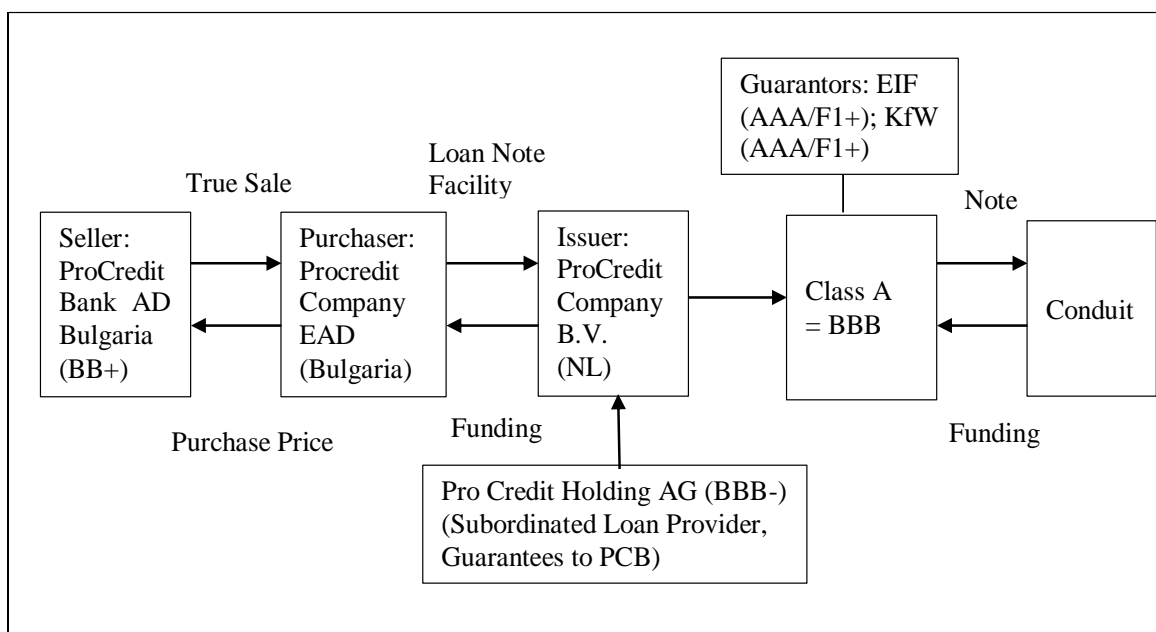 Guarantors: EIF
(AAA/F1+); KfW
(AAA/F1+)
True Sale
Loan Note
Facility
Note
Seller:
ProCredit
Bank AD
Bulgaria
(BB+)
Purchaser:
Procredit
Company
EAD
(Bulgaria)
Issuer:
ProCredit
Company
B.V.
(NL)
Class A
= BBB
Conduit
Purchase Price
Funding
Funding
Pro Credit Holding AG (BBB-)
(Subordinated Loan Provider,
Guarantees to PCB)